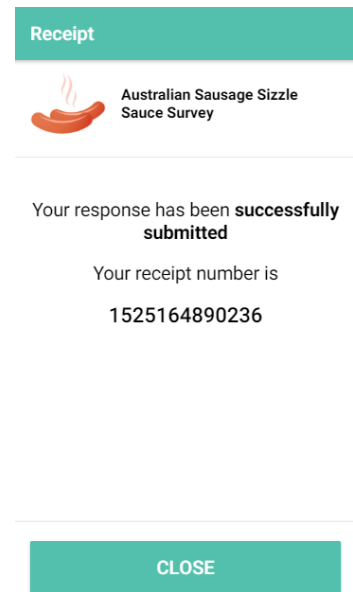 Receipt
Australian Sausage Sizzle
Sauce Survey
Your response has been successfully
submitted
Your receipt number is
1525164890236
CLOSE